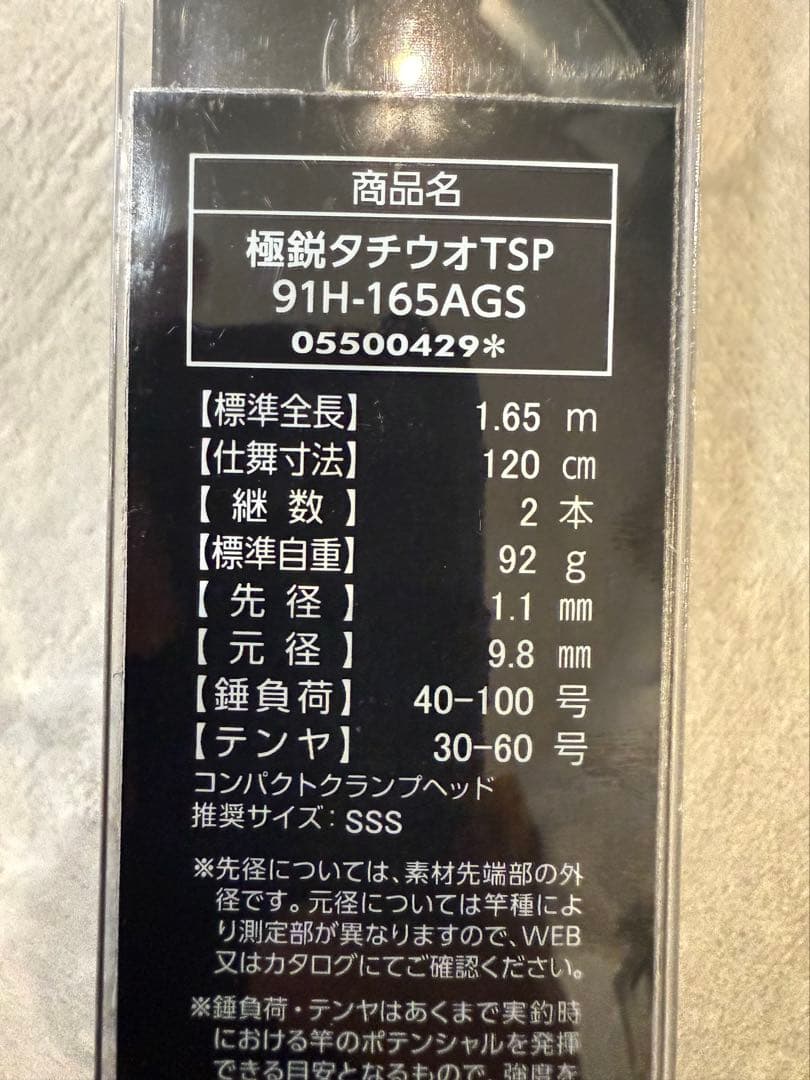 商品名
極鋭タチウオTSP
91H-165AGS
05500429*
【標準全長】 1.65 m
【仕舞寸法】 120 cm
【継数】 2 本
【標準自重】 92 g
【先径】 1.1 mm
【元径】 9.8 mm
【錘負荷】 40-100 号
【テンヤ】 30-60 号
コンパクトクランプヘッド
推奨サイズ:SSS
※先径については、素材先端部の外
径です。元径については竿種によ
り測定部が異なりますので、WEB
又はカタログにてご確認ください。
※錘負荷・テンヤはあくまで実釣時
における竿のポテンシャルを発揮
できる目安となるもので、強度を